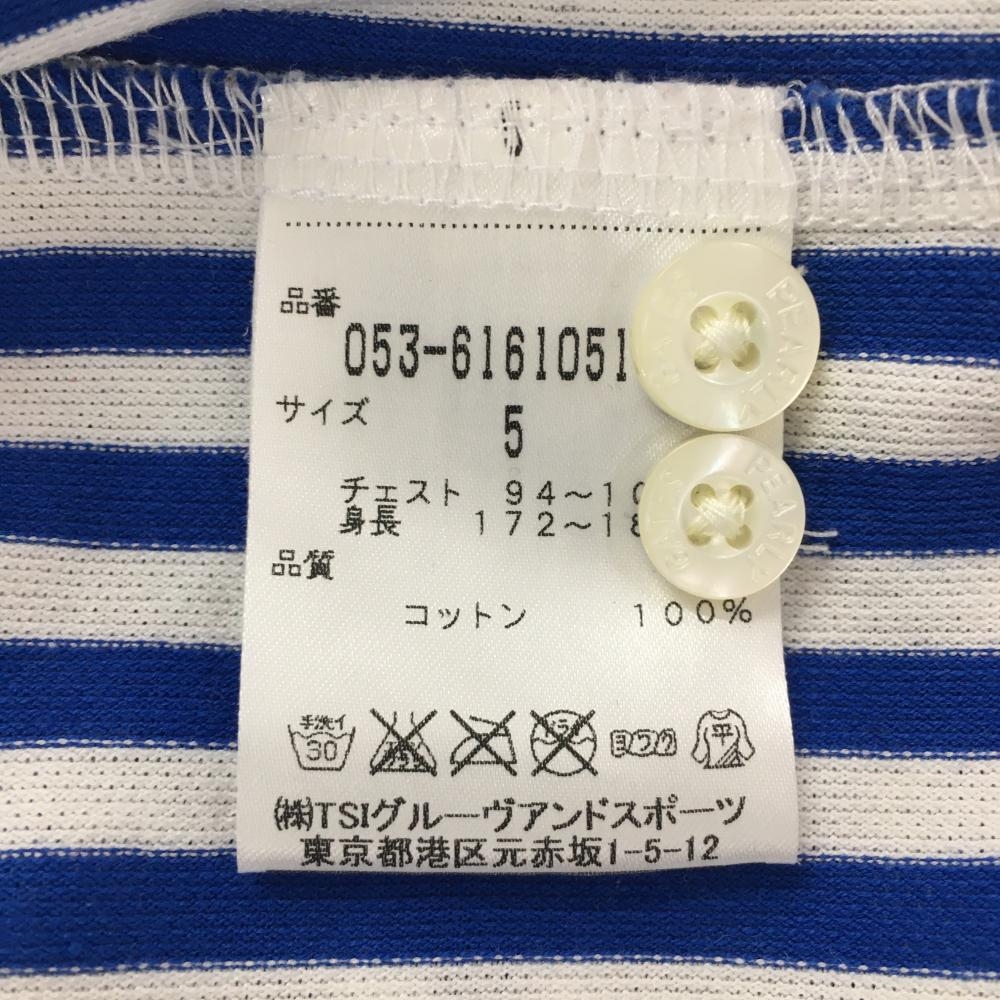 品番
053-6161051
サイズ
5
チェスト 94～10
身長 172～18
品質
コットン 100%
手洗イ
30
ヨワク
平
㈱TSIグルーヴアンドスポーツ
東京都港区元赤坂1-5-12
PEARLY
PEARLY